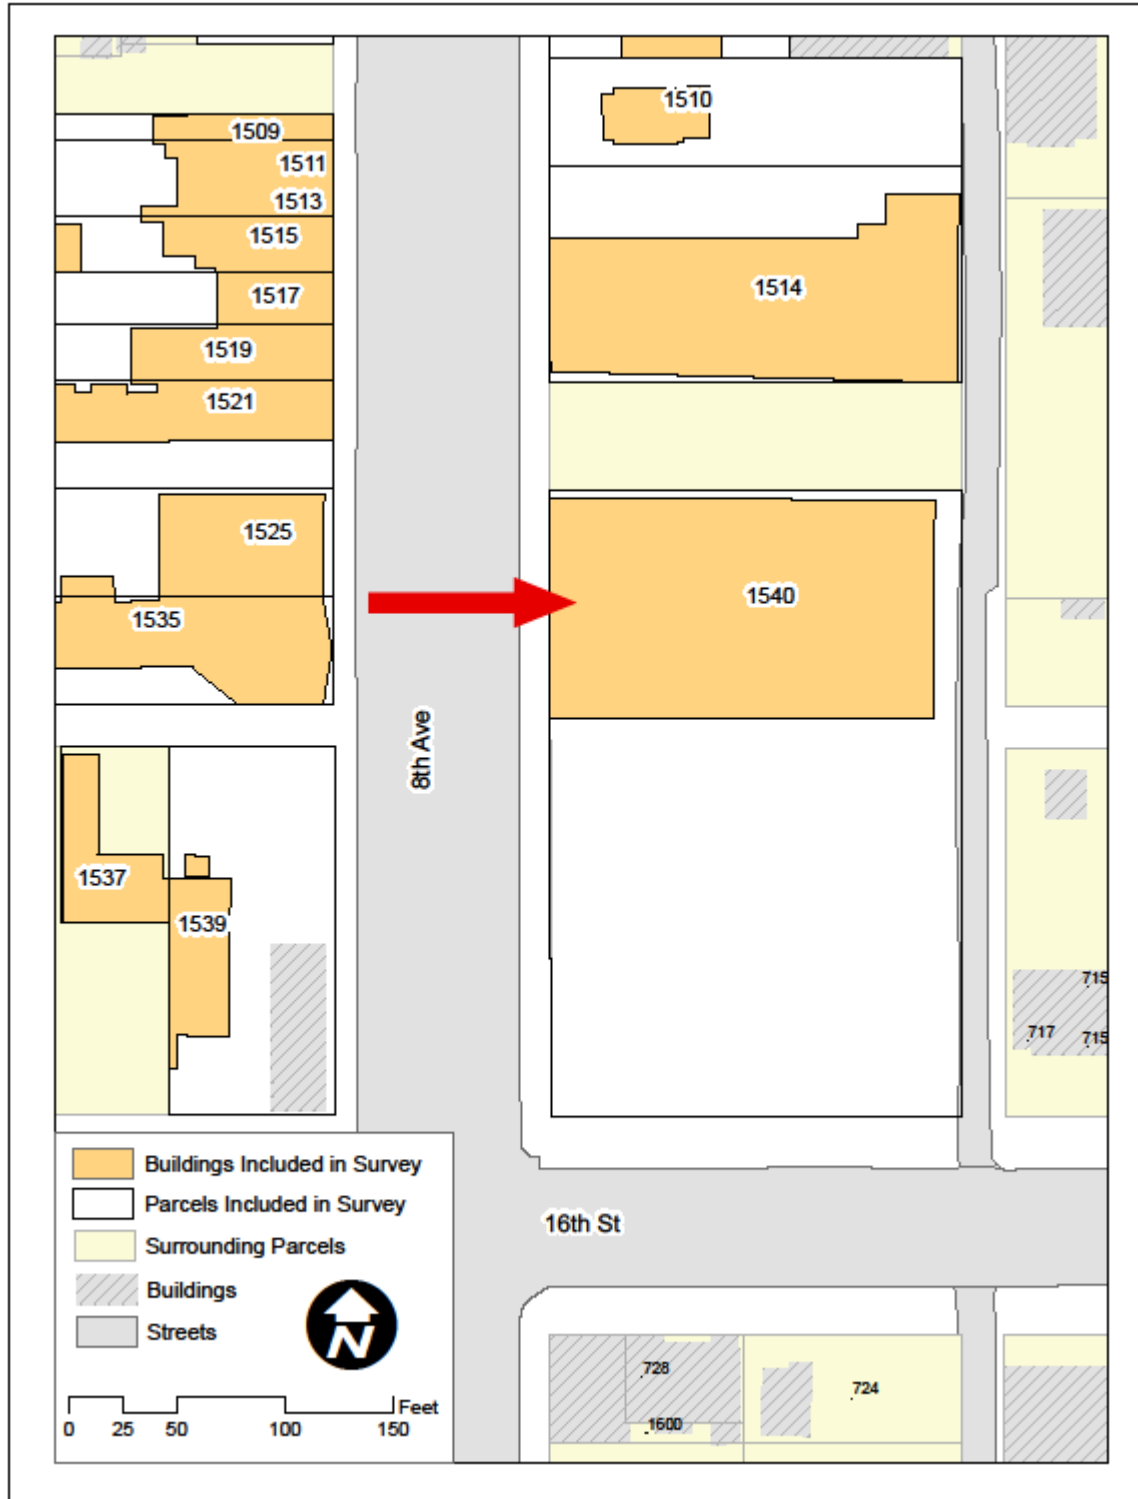 1509
1510
1511
1513
1515
1514
1517
1519
1521
1525
1540
1535
8th Ave
1537
1539
715
717
715
Buildings Included in Survey
Parcels Included in Survey
16th St
Surrounding Parcels
Buildings
Streets
N
728
724
Feet
0 25 50 100 150
1600